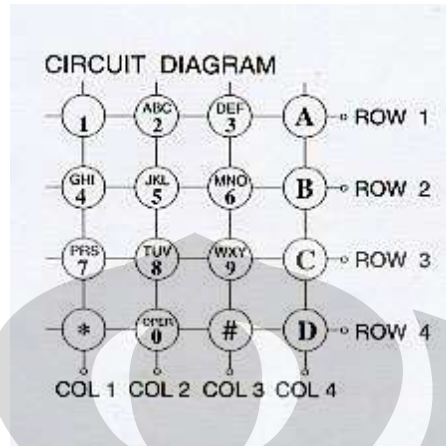 CIRCUIT DIAGRAM
1 ABC 2 DEF 3 A ROW 1
GHI 4 JKL 5 MNO 6 B ROW 2
PRS 7 TUV 8 WXY 9 C ROW 3
* OPER 0 # D ROW 4
COL 1 COL 2 COL 3 COL 4